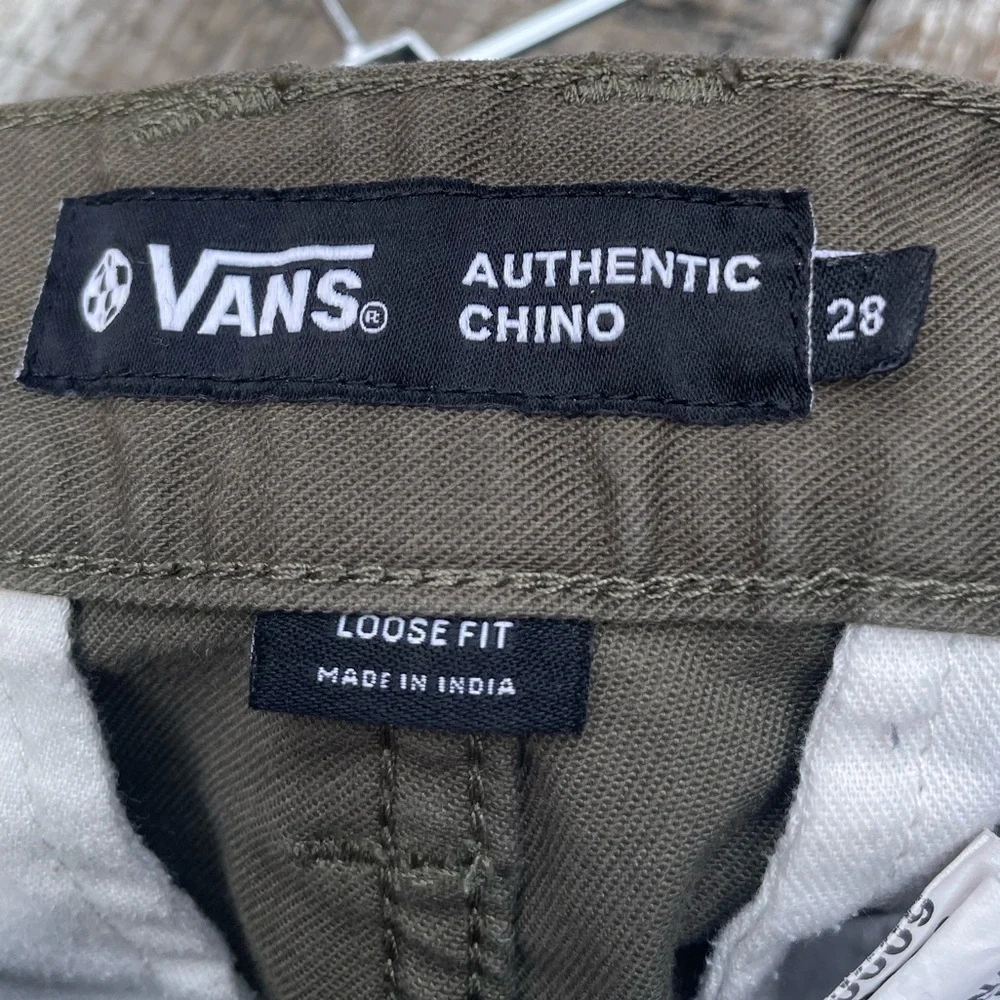 VANS®
AUTHENTIC
CHINO
28
LOOSE FIT
MADE IN INDIA